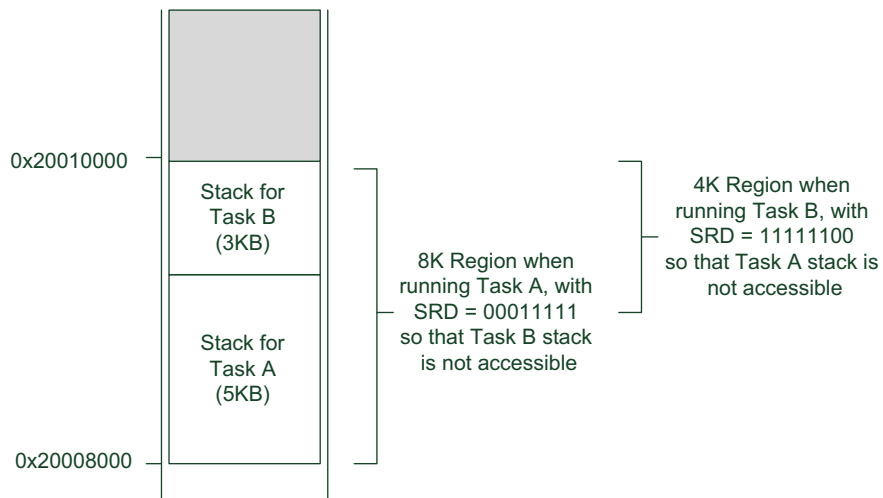 0x20010000
Stack for
Task B
(3KB)
Stack for
Task A
(5KB)
0x20008000
8K Region when
running Task A, with
SRD = 00011111
so that Task B stack
is not accessible
4K Region when
running Task B, with
SRD = 11111100
so that Task A stack is
not accessible